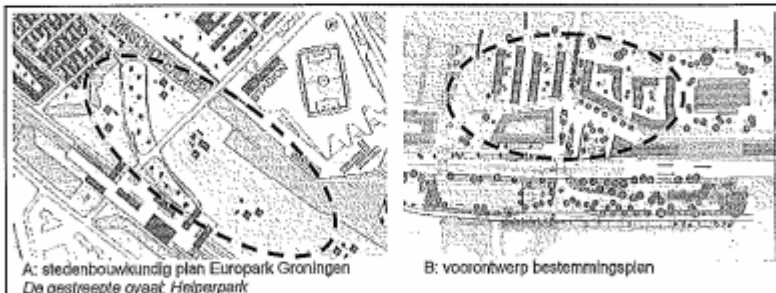 A: stedenbouwkundig plan Europark Groningen
De gestreepte ovaal: Helperpark
B: voorontwerp bestemmingsplan